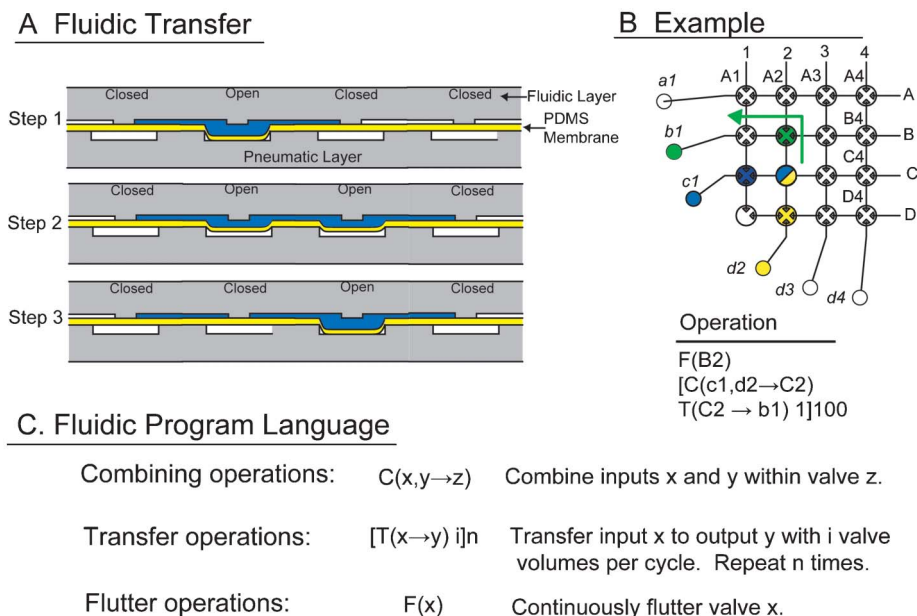 A Fluidic Transfer
Closed Open Closed Closed
Fluidic Layer
Step 1
PDMS
Membrane
Pneumatic Layer
Closed Open Open Closed
Step 2
Closed Closed Open Closed
Step 3
B Example
1 2 3 4
A1 A2 A3 A4
a1
A
B4
b1
B
C4
c1
C
D4
D
d2
d3
d4
Operation
F(B2)
[C(c1,d2→C2)
T(C2 → b1) 1]100
C. Fluidic Program Language
Combining operations: C(x,y→z) Combine inputs x and y within valve z.
Transfer operations: [T(x→y) i]n Transfer input x to output y with i valve
volumes per cycle. Repeat n times.
Flutter operations: F(x) Continuously flutter valve x.